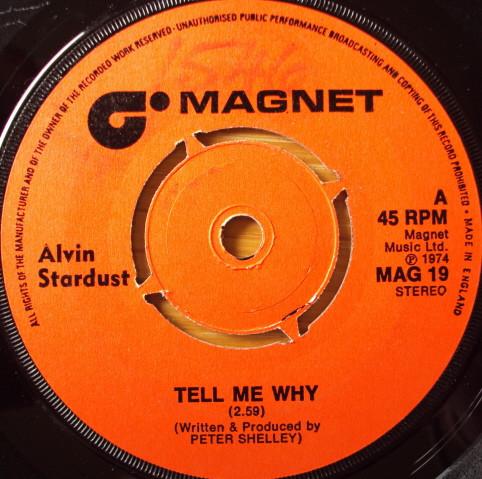 ALL RIGHTS OF THE MANUFACTURER AND OF THE OWNER OF THE RECORDED WORK RESERVED · UNAUTHORISED PUBLIC PERFORMANCE BROADCASTING AND COPYING OF THIS RECORD PROHIBITED · MADE IN ENGLAND
MAGNET
A
45 RPM
Magnet
Music Ltd.
℗ 1974
MAG 19
STEREO
Alvin
Stardust
TELL ME WHY
(2.59)
(Written & Produced by
PETER SHELLEY)